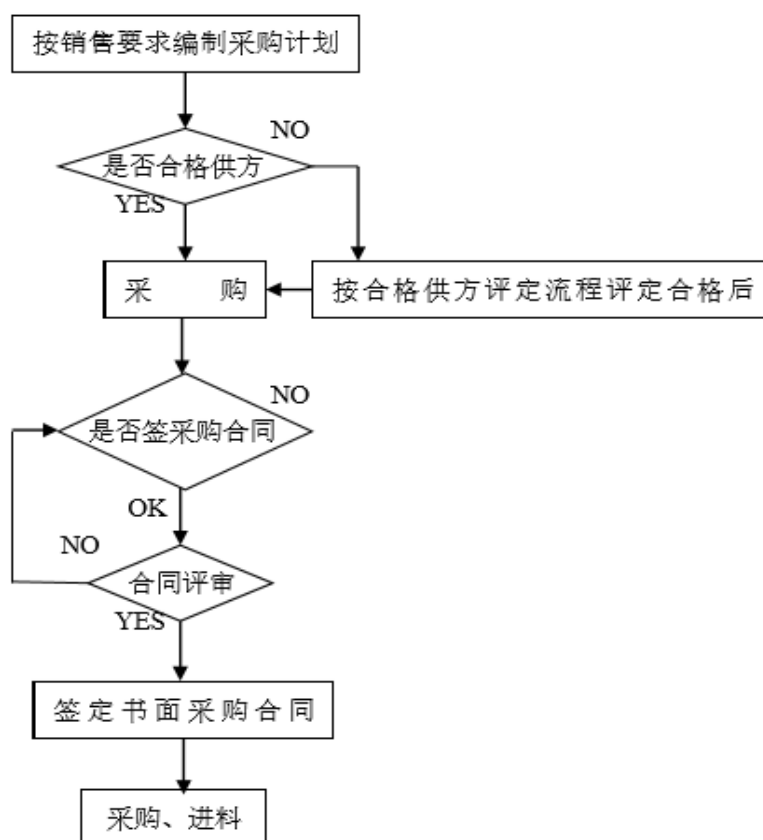 按销售要求编制采购计划
NO
是否合格供方
YES
采 购
按合格供方评定流程评定合格后
NO
是否签采购合同
OK
NO
合同评审
YES
签定书面采购合同
采购、进料